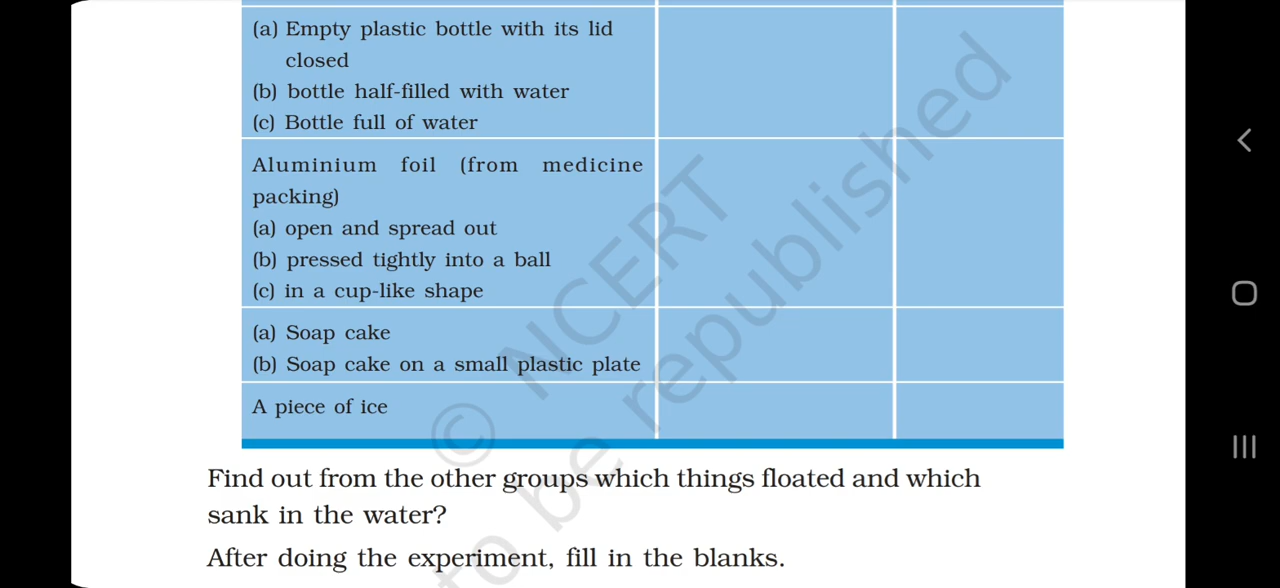 (a) Empty plastic bottle with its lid
closed
(b) bottle half-filled with water
(c) Bottle full of water
Aluminium foil (from medicine
packing)
(a) open and spread out
(b) pressed tightly into a ball
(c) in a cup-like shape
(a) Soap cake
(b) Soap cake on a small plastic plate
A piece of ice
Find out from the other groups which things floated and which
sank in the water?
After doing the experiment, fill in the blanks.
© NCERT
to be republished